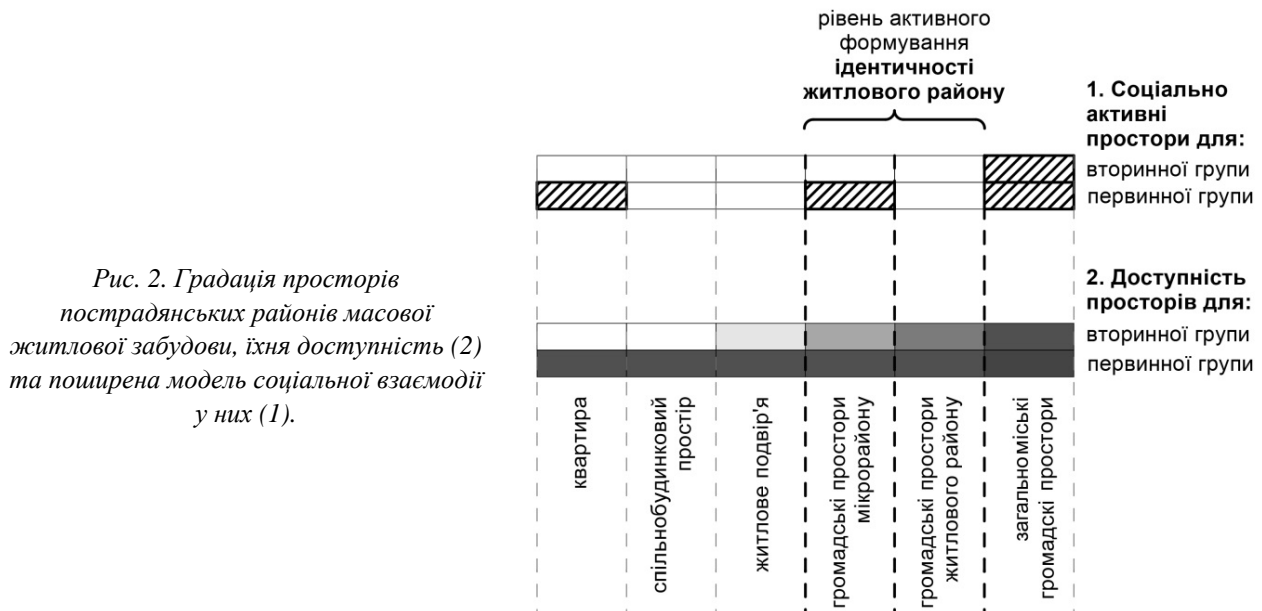 рівень активного
формування
ідентичності
житлового району
1. Соціально
активні
простори для:
вторинної групи
первинної групи
Рис. 2. Градація просторів
пострадянських районів масової
житлової забудови, їхня доступність (2)
та поширена модель соціальної взаємодії
у них (1).
2. Доступність
просторів для:
вторинної групи
первинної групи
квартира
спільнобудинковий
простір
житлове подвір'я
громадські простори
мікрорайону
громадські простори
житлового району
загальноміські
громадскі простори